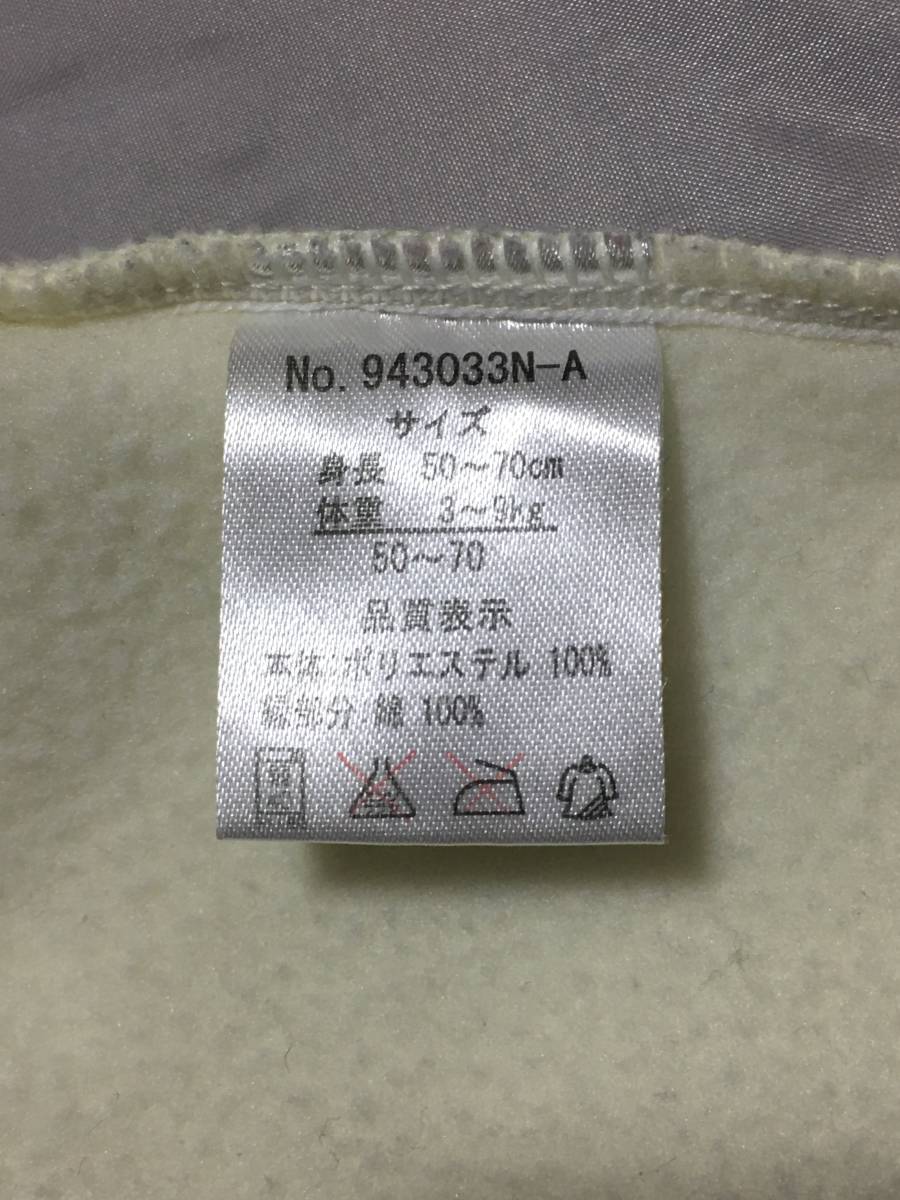 No. 943033N-A
サイズ
身長 50～70cm
体重 3～9kg
50～70
品質表示
本体:ポリエステル 100%
部分 綿 100%